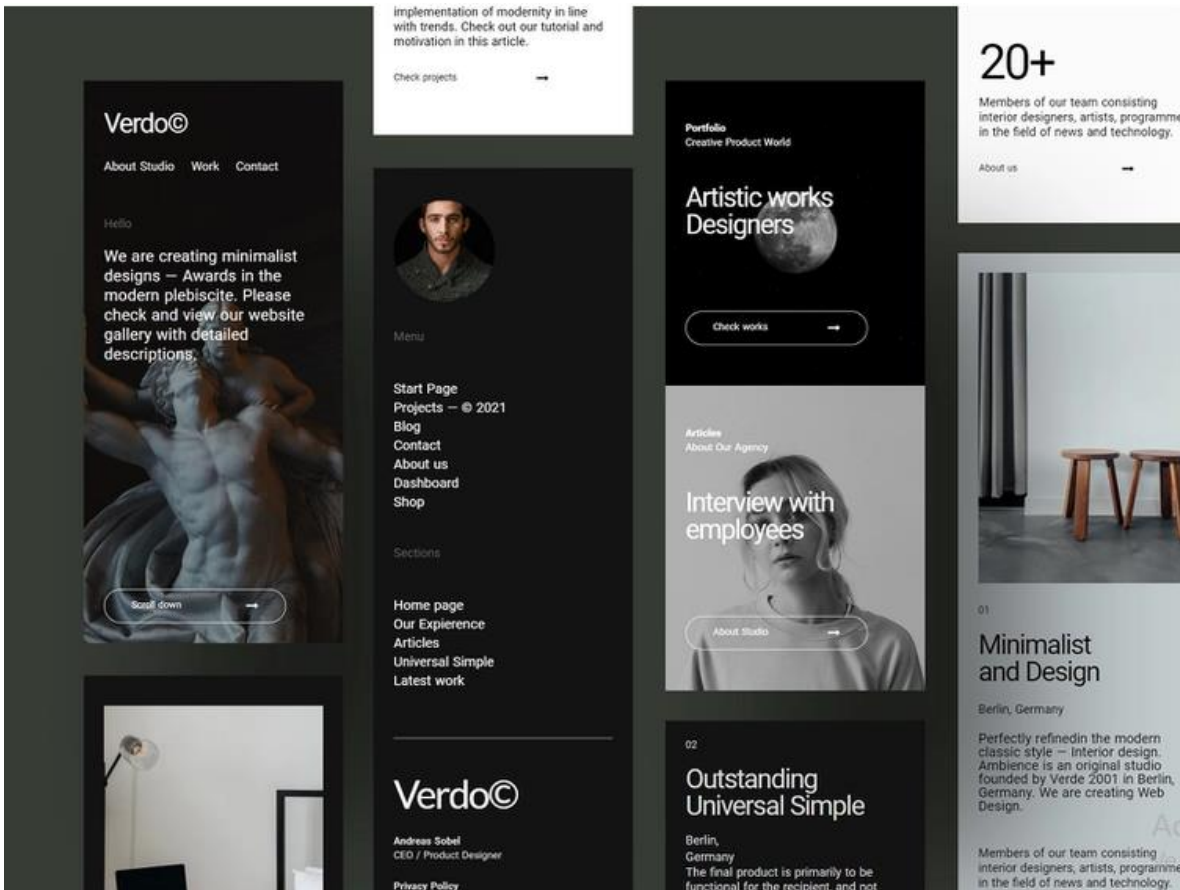 Verdo©
About Studio Work Contact
Hello
We are creating minimalist
designs — Awards in the
modern plebiscite. Please
check and view our website
gallery with detailed
descriptions.
Scroll down
implementation of modernity in line
with trends. Check out our tutorial and
motivation in this article.
Check projects
Menu
Start Page
Projects — © 2021
Blog
Contact
About us
Dashboard
Shop
Sections
Home page
Our Expierence
Articles
Universal Simple
Latest work
Verdo©
Andreas Sobel
CEO / Product Designer
Privacy Policy
Portfolio
Creative Product World
Artistic works
Designers
Check works
Articles
About Our Agency
Interview with
employees
About Studio
02
Outstanding
Universal Simple
Berlin,
Germany
The final product is primarily to be
functional for the recipient, and not
20+
Members of our team consisting
interior designers, artists, programme
in the field of news and technology.
About us
01
Minimalist
and Design
Berlin, Germany
Perfectly refinedin the modern
classic style — Interior design.
Ambience is an original studio
founded by Verde 2001 in Berlin,
Germany. We are creating Web
Design.
Members of our team consisting
interior designers, artists, programme
in the field of news and technology.